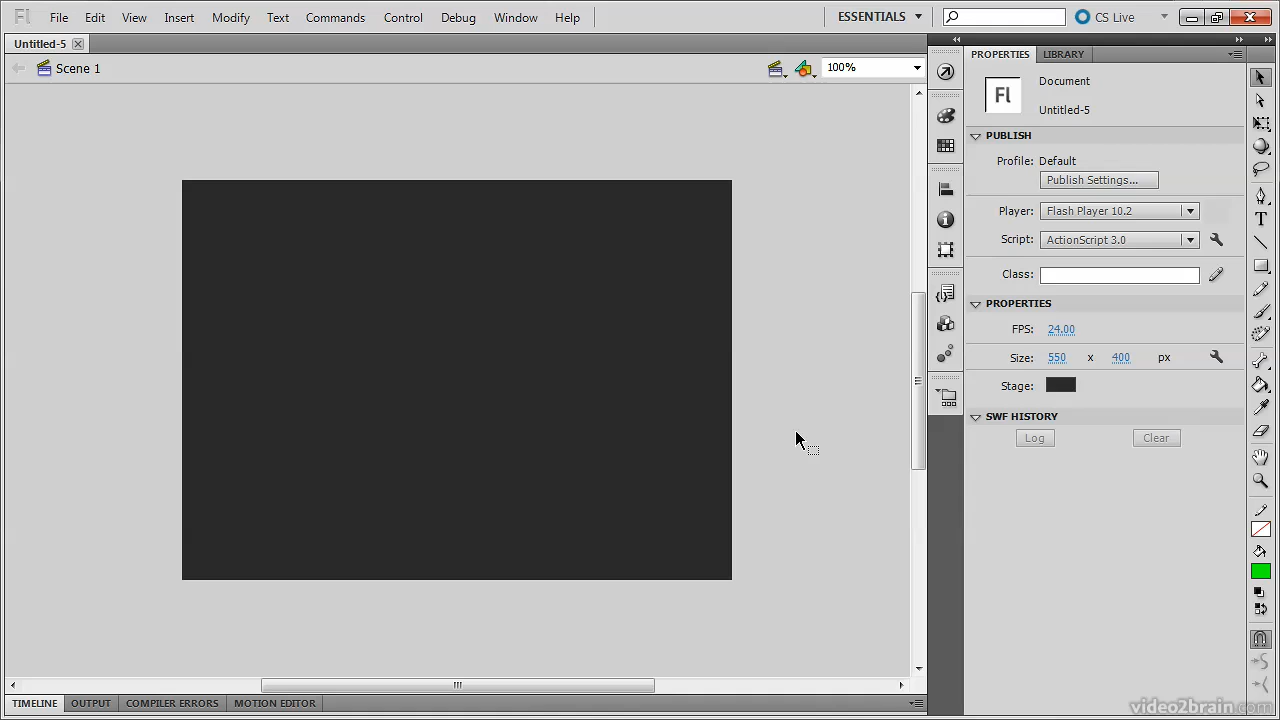 Fl File Edit View Insert Modify Text Commands Control Debug Window Help ESSENTIALS CS Live
Untitled-5
Scene 1 100%
PROPERTIES LIBRARY
Fl
Document
Untitled-5
PUBLISH
Profile: Default
Publish Settings...
Player: Flash Player 10.2
Script: ActionScript 3.0
Class:
PROPERTIES
FPS: 24.00
Size: 550 x 400 px
Stage:
SWF HISTORY
Log Clear
T
TIMELINE OUTPUT COMPILER ERRORS MOTION EDITOR
video2brain.com